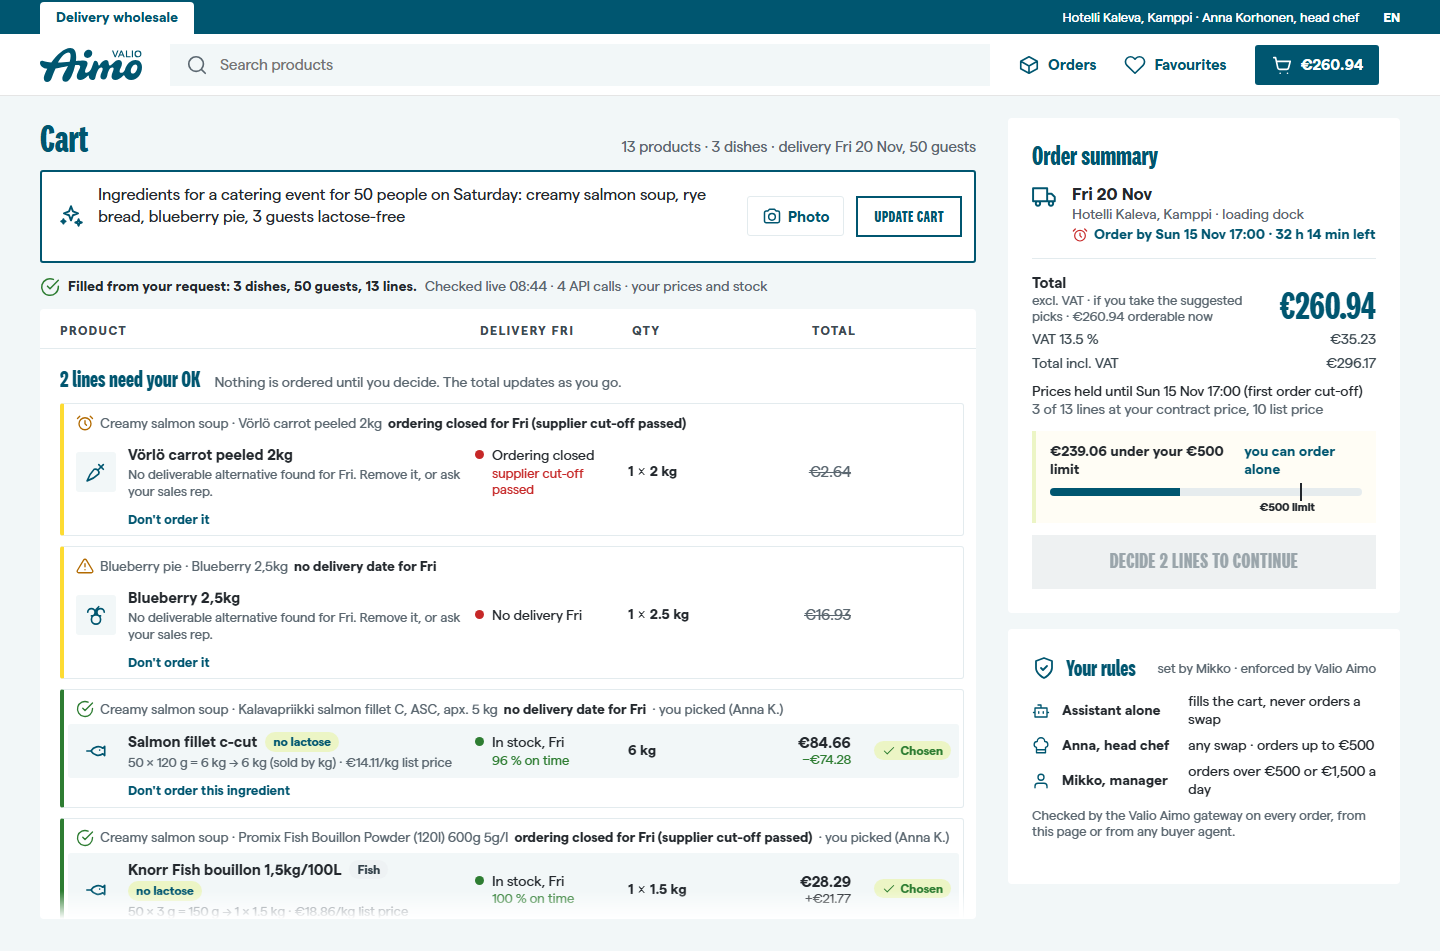 Delivery wholesale
Hotelli Kaleva, Kamppi · Anna Korhonen, head chef
EN
VALIO
Aimo
Search products
Orders
Favourites
€260.94
Cart
13 products · 3 dishes · delivery Fri 20 Nov, 50 guests
Ingredients for a catering event for 50 people on Saturday: creamy salmon soup, rye
bread, blueberry pie, 3 guests lactose-free
Photo
UPDATE CART
Filled from your request: 3 dishes, 50 guests, 13 lines. Checked live 08:44 · 4 API calls · your prices and stock
PRODUCT
DELIVERY FRI
QTY
TOTAL
2 lines need your OK
Nothing is ordered until you decide. The total updates as you go.
Creamy salmon soup · Vörlö carrot peeled 2kg ordering closed for Fri (supplier cut-off passed)
Vörlö carrot peeled 2kg
No deliverable alternative found for Fri. Remove it, or ask
your sales rep.
Don't order it
Ordering closed
supplier cut-off
passed
1 × 2 kg
€2.64
Blueberry pie · Blueberry 2,5kg no delivery date for Fri
Blueberry 2,5kg
No deliverable alternative found for Fri. Remove it, or ask
your sales rep.
Don't order it
No delivery Fri
1 × 2.5 kg
€16.93
Creamy salmon soup · Kalavapriikki salmon fillet C, ASC, apx. 5 kg no delivery date for Fri · you picked (Anna K.)
Salmon fillet c-cut
no lactose
50 × 120 g = 6 kg → 6 kg (sold by kg) · €14.11/kg list price
Don't order this ingredient
In stock, Fri
96 % on time
6 kg
€84.66
−€74.28
Chosen
Creamy salmon soup · Promix Fish Bouillon Powder (120l) 600g 5g/l ordering closed for Fri (supplier cut-off passed) · you picked (Anna K.)
Knorr Fish bouillon 1,5kg/100L
Fish
no lactose
50 × 3 g = 150 g → 1 × 1.5 kg · €18.86/kg list price
In stock, Fri
100 % on time
1 × 1.5 kg
€28.29
+€21.77
Chosen
Order summary
Fri 20 Nov
Hotelli Kaleva, Kamppi · loading dock
Order by Sun 15 Nov 17:00 · 32 h 14 min left
Total
excl. VAT · if you take the suggested
picks · €260.94 orderable now
€260.94
VAT 13.5 %
€35.23
Total incl. VAT
€296.17
Prices held until Sun 15 Nov 17:00 (first order cut-off)
3 of 13 lines at your contract price, 10 list price
€239.06 under your €500
limit
you can order
alone
€500 limit
DECIDE 2 LINES TO CONTINUE
Your rules
set by Mikko · enforced by Valio Aimo
Assistant alone
fills the cart, never orders a
swap
Anna, head chef
any swap · orders up to €500
Mikko, manager
orders over €500 or €1,500 a
day
Checked by the Valio Aimo gateway on every order, from
this page or from any buyer agent.